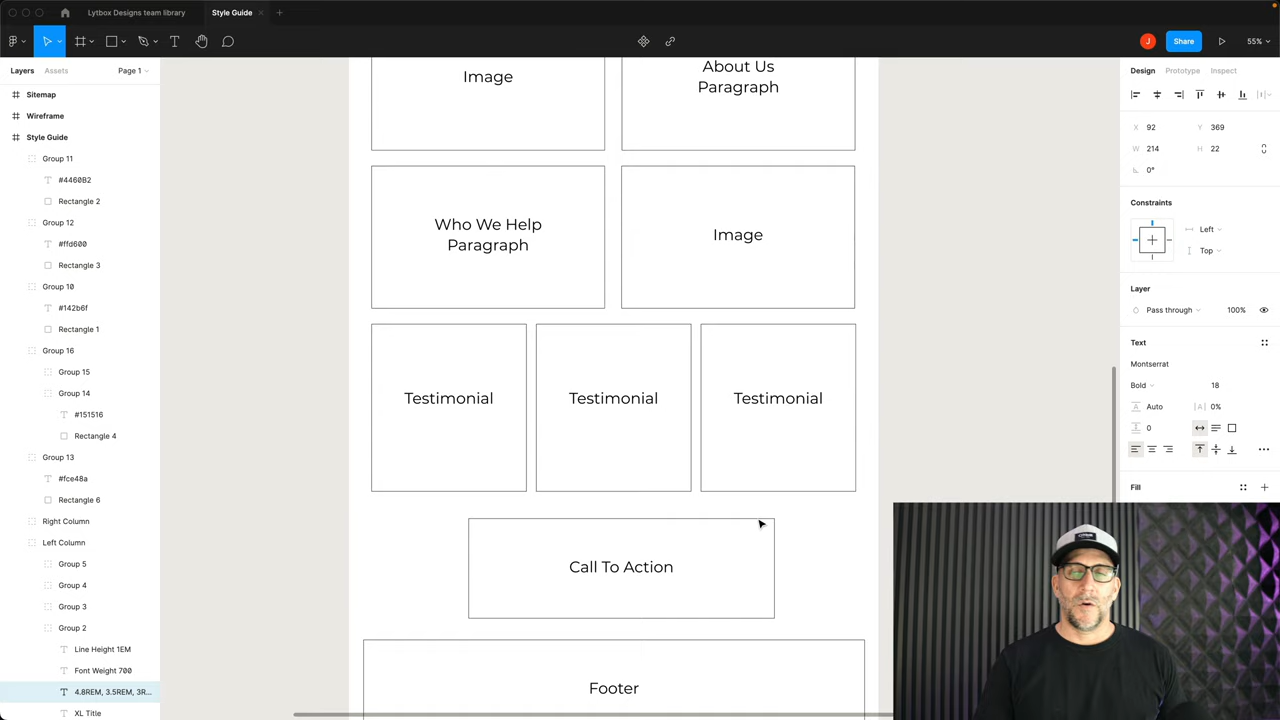 Lytbox Designs team library
Style Guide
J
Share
55%
Layers
Assets
Page 1
Sitemap
Wireframe
Style Guide
Group 11
#4460B2
Rectangle 2
Group 12
#ffd600
Rectangle 3
Group 10
#142b6f
Rectangle 1
Group 16
Group 15
Group 14
#151516
Rectangle 4
Group 13
#fce48a
Rectangle 6
Right Column
Left Column
Group 5
Group 4
Group 3
Group 2
Line Height 1EM
Font Weight 700
4.8REM, 3.5REM, 3R...
XL Title
Image
About Us
Paragraph
Who We Help
Paragraph
Image
Testimonial
Testimonial
Testimonial
Call To Action
Footer
Design
Prototype
Inspect
X 92
Y 369
W 214
H 22
0°
Constraints
Left
Top
Layer
Pass through
100%
Text
Montserrat
Bold
18
Auto
0%
0
Fill